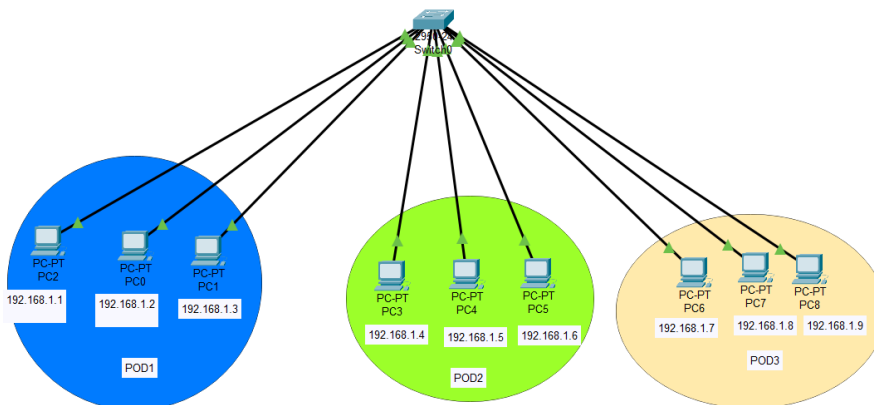 Switch0
PC-PT
PC2
PC-PT
PC0
PC-PT
PC1
192.168.1.1
192.168.1.2
192.168.1.3
POD1
PC-PT
PC3
PC-PT
PC4
PC-PT
PC5
192.168.1.4
192.168.1.5
192.168.1.6
POD2
PC-PT
PC6
PC-PT
PC7
PC-PT
PC8
192.168.1.7
192.168.1.8
192.168.1.9
POD3